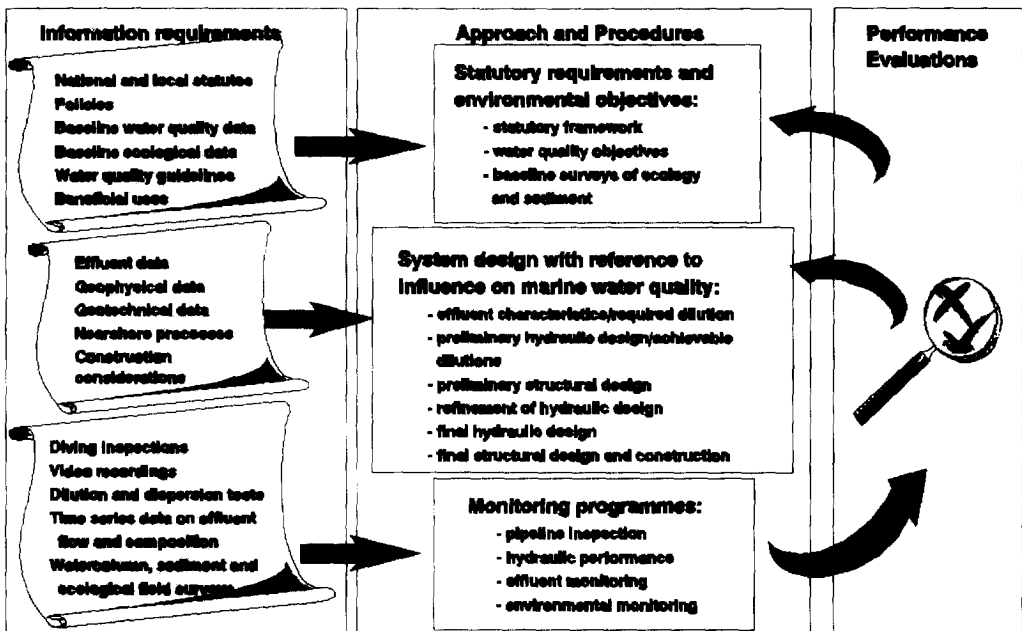 Information requirements
National and local statutes
Policies
Baseline water quality data
Baseline ecological data
Water quality guidelines
Beneficial uses
Effluent data
Geophysical data
Geotechnical data
Nearshore processes
Construction
considerations
Diving inspections
Video recordings
Dilution and dispersion tests
Time series data on effluent
flow and composition
Watercolumn, sediment and
ecological field surveys
Approach and Procedures
Statutory requirements and
environmental objectives:
- statutory framework
- water quality objectives
- baseline surveys of ecology
and sediment
System design with reference to
influence on marine water quality:
- effluent characteristics/required dilution
- preliminary hydraulic design/achievable
dilutions
- preliminary structural design
- refinement of hydraulic design
- final hydraulic design
- final structural design and construction
Monitoring programmes:
- pipeline inspection
- hydraulic performance
- effluent monitoring
- environmental monitoring
Performance
Evaluations